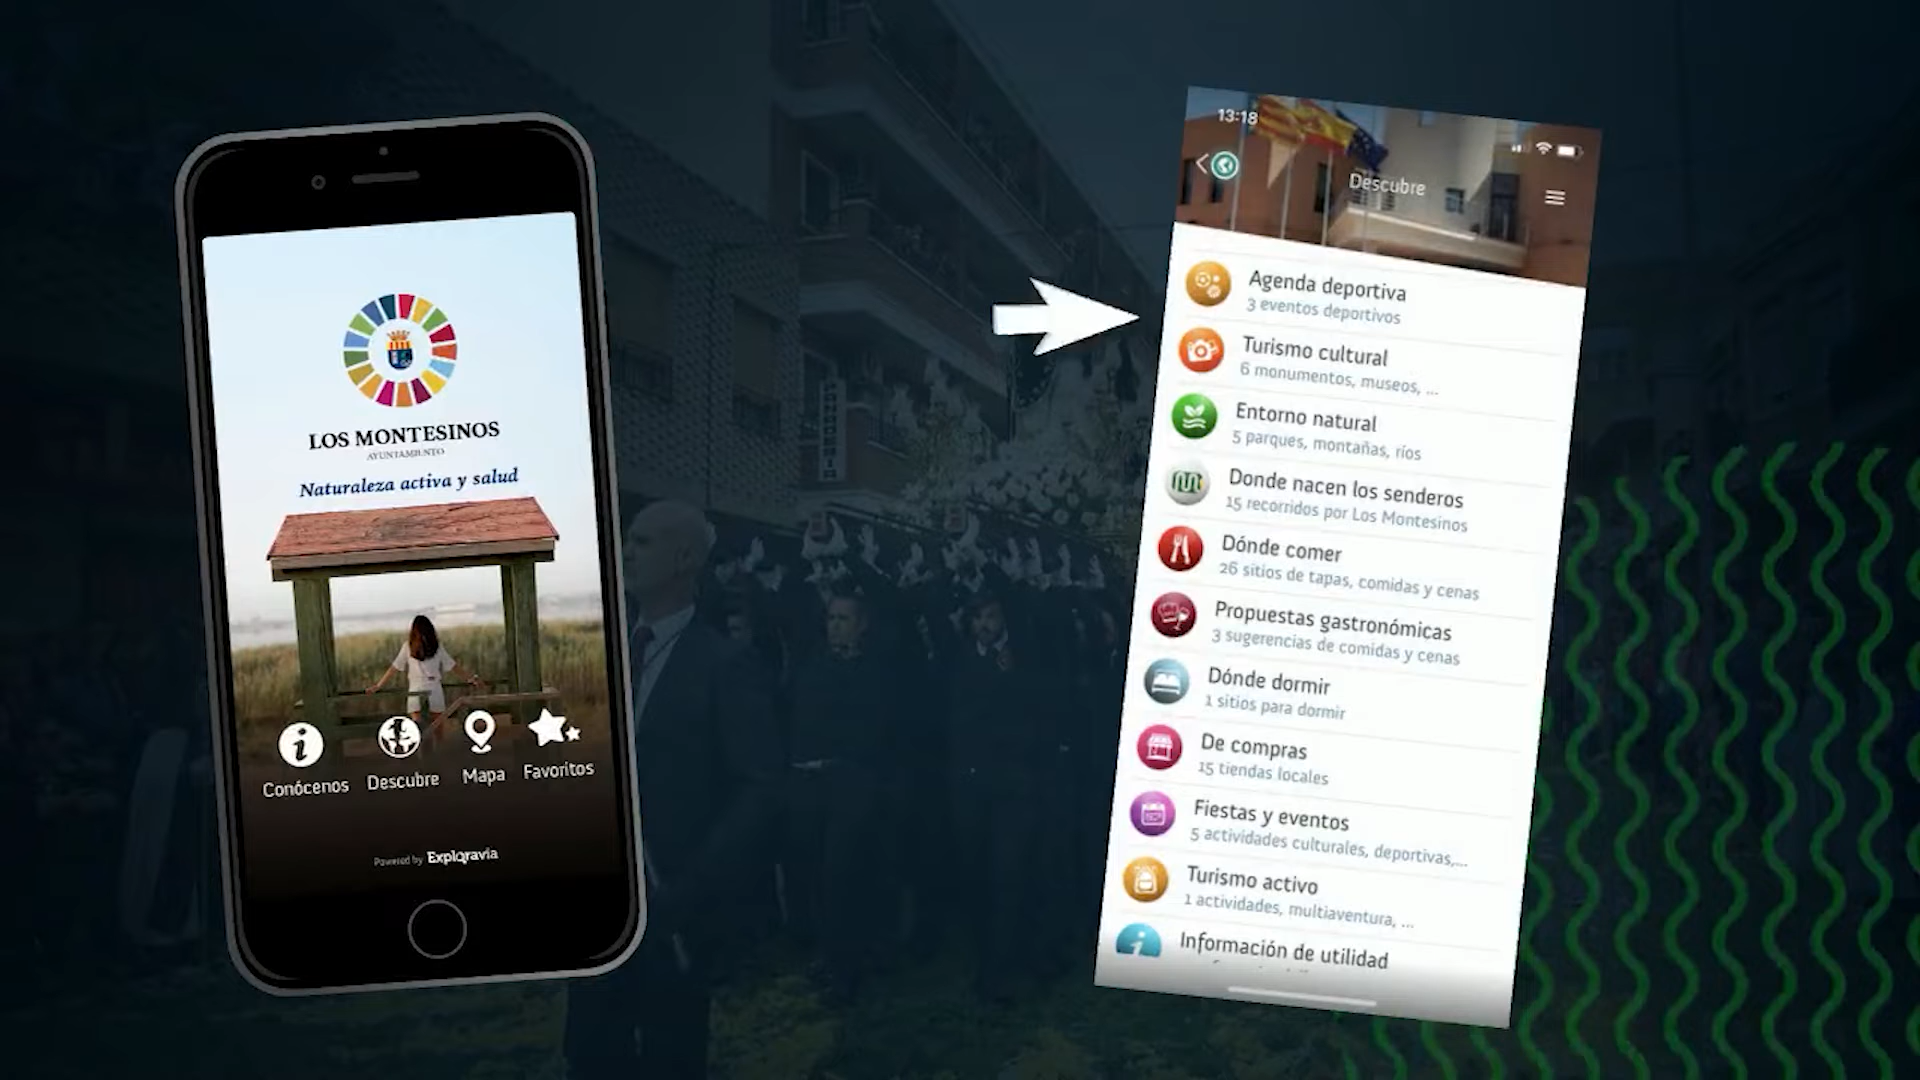 LOS MONTESINOS
AYUNTAMIENTO
Naturaleza activa y salud
Conócenos
Descubre
Mapa
Favoritos
Powered by Exploravia
13:18
Descubre
Agenda deportiva
3 eventos deportivos
Turismo cultural
6 monumentos, museos, ...
Entorno natural
5 parques, montañas, ríos
Donde nacen los senderos
15 recorridos por Los Montesinos
Dónde comer
26 sitios de tapas, comidas y cenas
Propuestas gastronómicas
3 sugerencias de comidas y cenas
Dónde dormir
1 sitios para dormir
De compras
15 tiendas locales
Fiestas y eventos
5 actividades culturales, deportivas,...
Turismo activo
1 actividades, multiaventura, ...
Información de utilidad